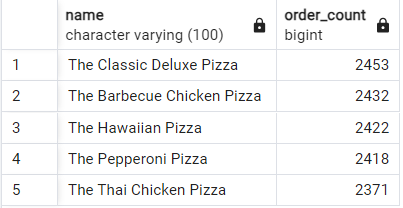 name order_count
character varying (100) bigint
1 The Classic Deluxe Pizza 2453
2 The Barbecue Chicken Pizza 2432
3 The Hawaiian Pizza 2422
4 The Pepperoni Pizza 2418
5 The Thai Chicken Pizza 2371